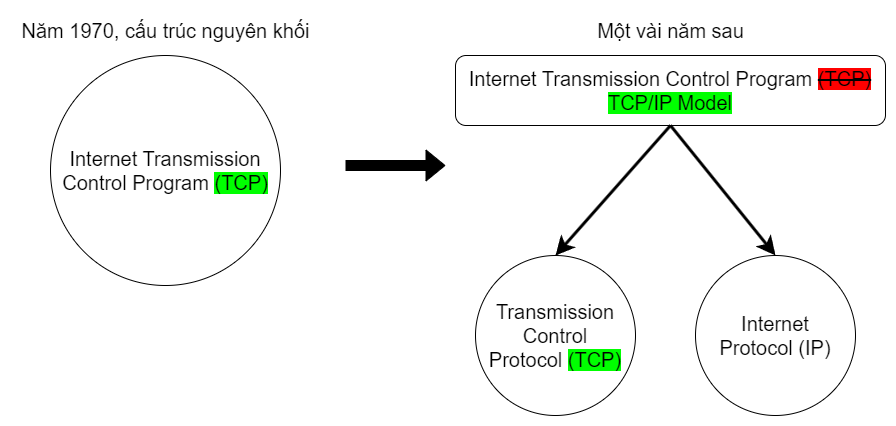 Năm 1970, cấu trúc nguyên khối
Internet Transmission
Control Program (TCP)
Một vài năm sau
Internet Transmission Control Program (TCP)
TCP/IP Model
Transmission
Control
Protocol (TCP)
Internet
Protocol (IP)